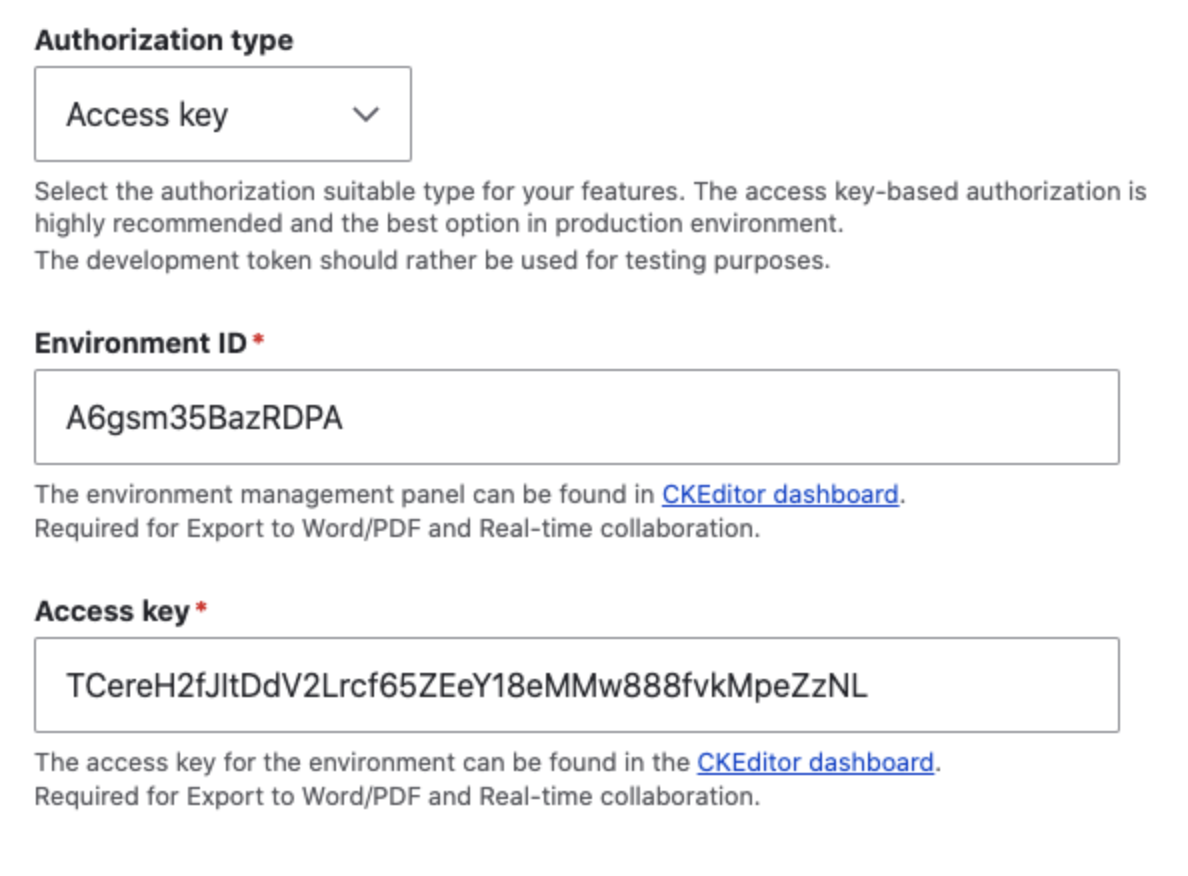 Authorization type
Access key
Select the authorization suitable type for your features. The access key-based authorization is
highly recommended and the best option in production environment.
The development token should rather be used for testing purposes.
Environment ID *
A6gsm35BazRDPA
The environment management panel can be found in CKEditor dashboard.
Required for Export to Word/PDF and Real-time collaboration.
Access key *
TCereH2fJltDdV2Lrcf65ZEeY18eMMw888fvkMpeZzNL
The access key for the environment can be found in the CKEditor dashboard.
Required for Export to Word/PDF and Real-time collaboration.